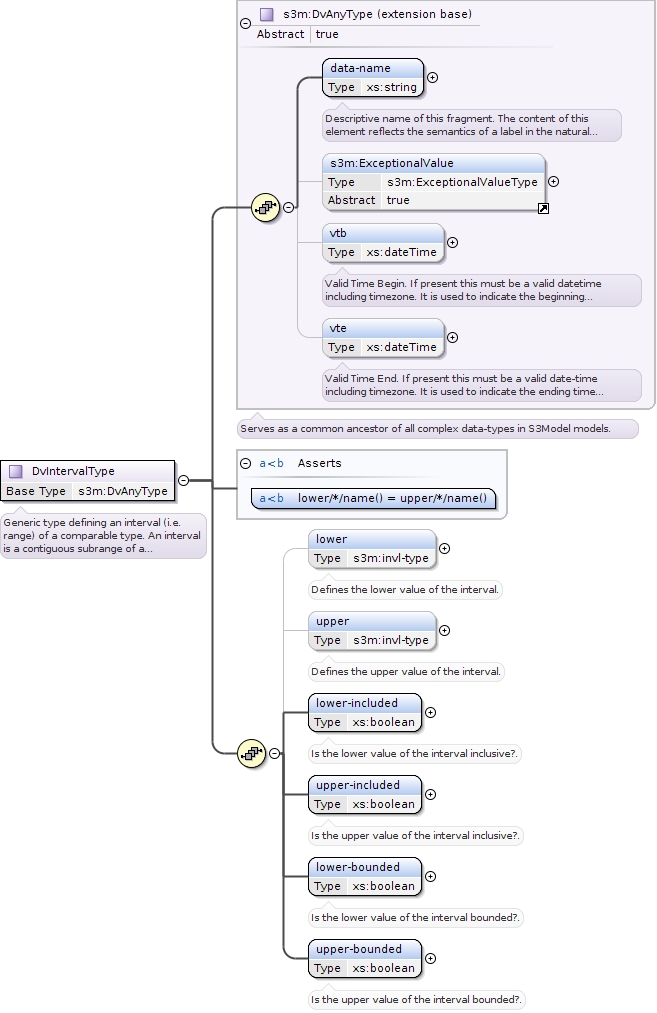 s3m:DvAnyType (extension base)
Abstract true
data-name
Type xs:string
Descriptive name of this fragment. The content of this
element reflects the semantics of a label in the natural...
s3m:ExceptionalValue
Type s3m:ExceptionalValueType
Abstract true
vtb
Type xs:dateTime
Valid Time Begin. If present this must be a valid datetime
including timezone. It is used to indicate the beginning...
vte
Type xs:dateTime
Valid Time End. If present this must be a valid date-time
including timezone. It is used to indicate the ending time...
Serves as a common ancestor of all complex data-types in S3Model models.
DvIntervalType
Base Type s3m:DvAnyType
Generic type defining an interval (i.e.
range) of a comparable type. An interval
is a contiguous subrange of a...
a<b Asserts
a<b lower/*/name() = upper/*/name()
lower
Type s3m:invl-type
Defines the lower value of the interval.
upper
Type s3m:invl-type
Defines the upper value of the interval.
lower-included
Type xs:boolean
Is the lower value of the interval inclusive?.
upper-included
Type xs:boolean
Is the upper value of the interval inclusive?.
lower-bounded
Type xs:boolean
Is the lower value of the interval bounded?.
upper-bounded
Type xs:boolean
Is the upper value of the interval bounded?.